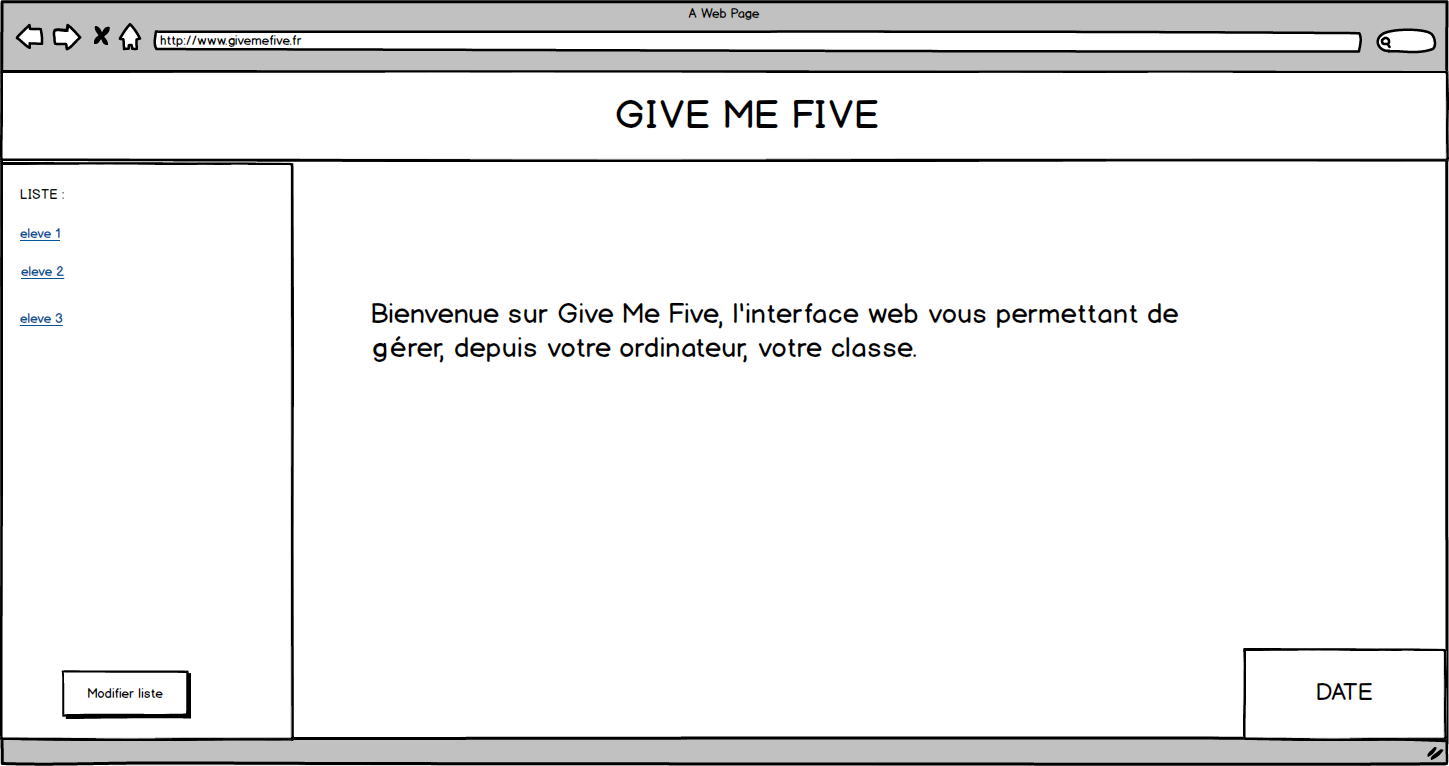 A Web Page
http://www.givemefive.fr
GIVE ME FIVE
LISTE :
eleve 1
eleve 2
eleve 3
Modifier liste
Bienvenue sur Give Me Five, l'interface web vous permettant de
gérer, depuis votre ordinateur, votre classe.
DATE